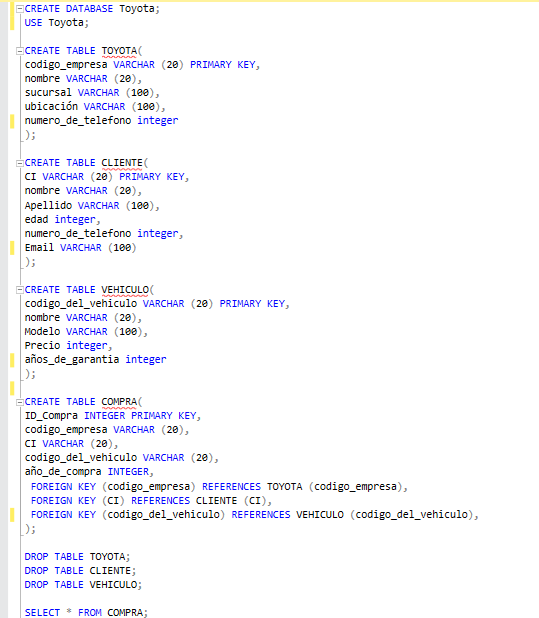 CREATE DATABASE Toyota;
USE Toyota;
CREATE TABLE TOYOTA(
codigo_empresa VARCHAR (20) PRIMARY KEY,
nombre VARCHAR (20),
sucursal VARCHAR (100),
ubicación VARCHAR (100),
numero_de_telefono integer
);
CREATE TABLE CLIENTE(
CI VARCHAR (20) PRIMARY KEY,
nombre VARCHAR (20),
Apellido VARCHAR (100),
edad integer,
numero_de_telefono integer,
Email VARCHAR (100)
);
CREATE TABLE VEHICULO(
codigo_del_vehiculo VARCHAR (20) PRIMARY KEY,
nombre VARCHAR (20),
Modelo VARCHAR (100),
Precio integer,
años_de_garantia integer
);
CREATE TABLE COMPRA(
ID_Compra INTEGER PRIMARY KEY,
codigo_empresa VARCHAR (20),
CI VARCHAR (20),
codigo_del_vehiculo VARCHAR (20),
año_de_compra INTEGER,
FOREIGN KEY (codigo_empresa) REFERENCES TOYOTA (codigo_empresa),
FOREIGN KEY (CI) REFERENCES CLIENTE (CI),
FOREIGN KEY (codigo_del_vehiculo) REFERENCES VEHICULO (codigo_del_vehiculo),
);
DROP TABLE TOYOTA;
DROP TABLE CLIENTE;
DROP TABLE VEHICULO;
SELECT * FROM COMPRA;